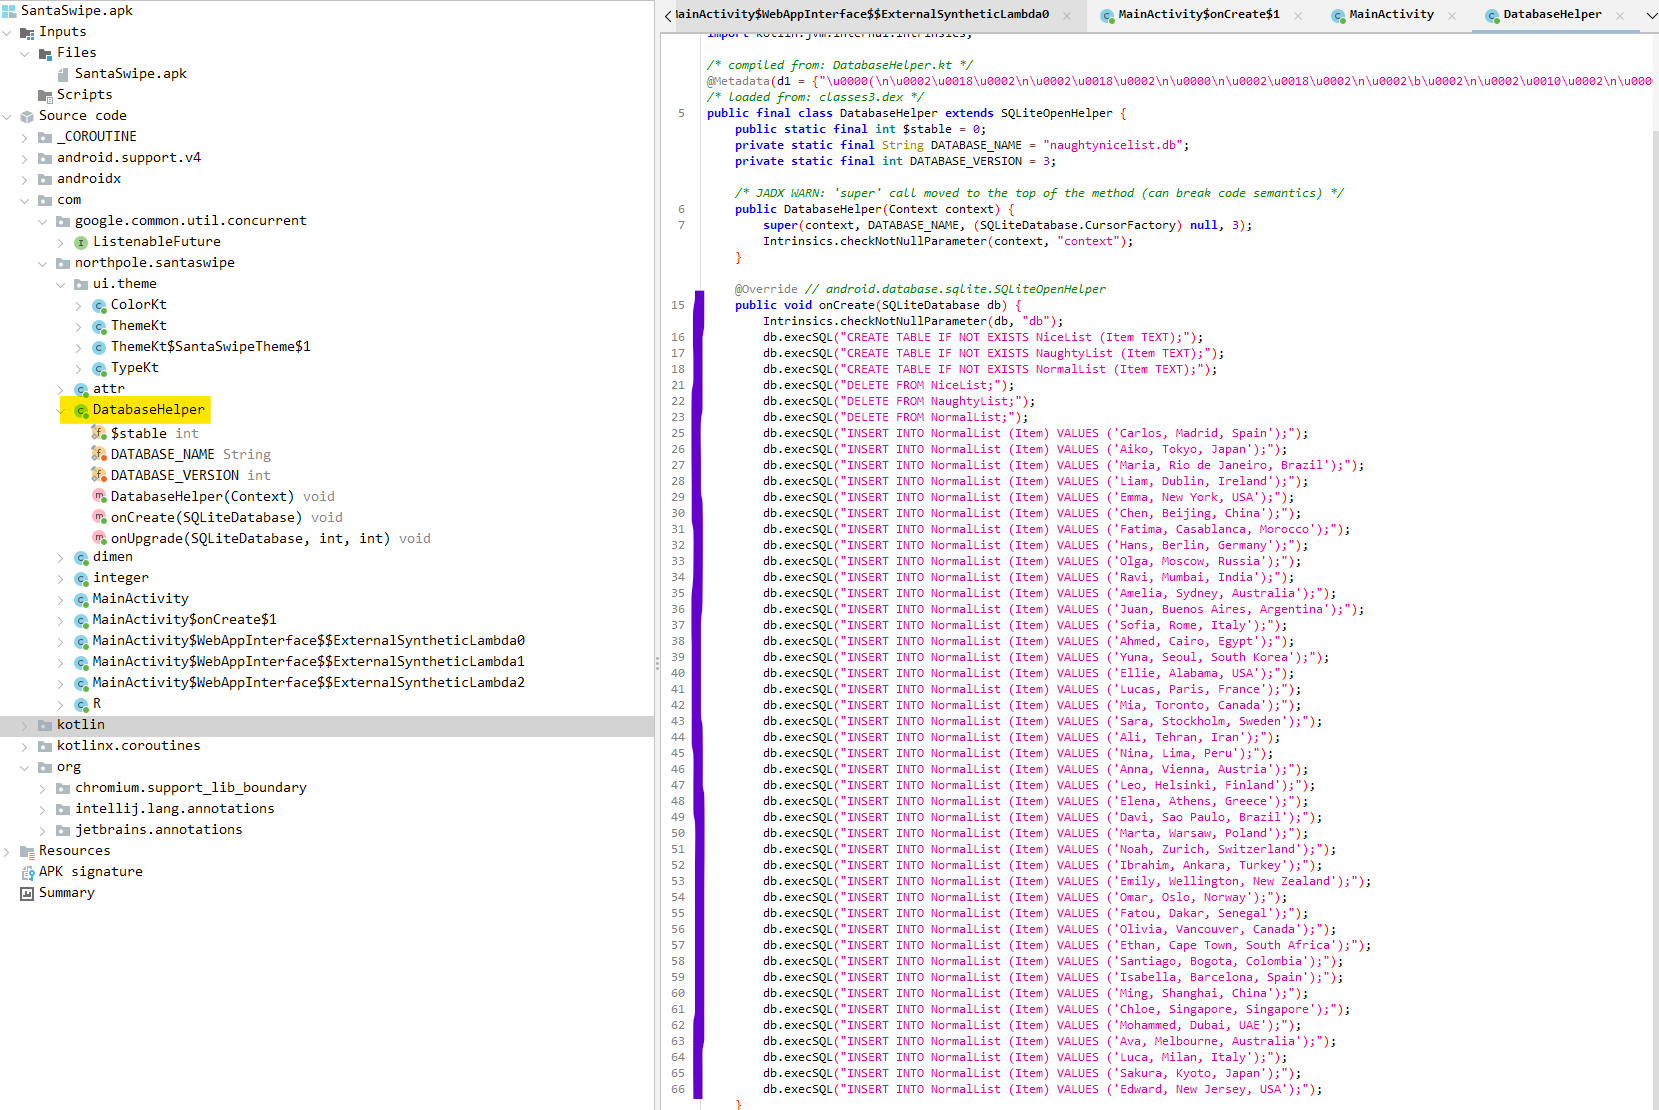 SantaSwipe.apk
Inputs
Files
SantaSwipe.apk
Scripts
Source code
_COROUTINE
android.support.v4
androidx
com
google.common.util.concurrent
ListenableFuture
northpole.santaswipe
ui.theme
ColorKt
ThemeKt
ThemeKt$SantaSwipeTheme$1
TypeKt
attr
DatabaseHelper
$stable int
DATABASE_NAME String
DATABASE_VERSION int
DatabaseHelper(Context) void
onCreate(SQLiteDatabase) void
onUpgrade(SQLiteDatabase, int, int) void
dimen
integer
MainActivity
MainActivity$onCreate$1
MainActivity$WebAppInterface$$ExternalSyntheticLambda0
MainActivity$WebAppInterface$$ExternalSyntheticLambda1
MainActivity$WebAppInterface$$ExternalSyntheticLambda2
R
kotlin
kotlinx.coroutines
org
chromium.support_lib_boundary
intellij.lang.annotations
jetbrains.annotations
Resources
APK signature
Summary
MainActivity$WebAppInterface$$ExternalSyntheticLambda0 MainActivity$onCreate$1 MainActivity DatabaseHelper
import kotlin.jvm.internal.Intrinsics;
/* compiled from: DatabaseHelper.kt */
@Metadata(d1 = {"\u0000(\n\u0002\u0018\u0002\n\u0002\u0018\u0002\n\u0000\n\u0002\u0018\u0002\n\u0002\b\u0002\n\u0002\u0010\u0002\n\u000
/* loaded from: classes3.dex */
5 public final class DatabaseHelper extends SQLiteOpenHelper {
public static final int $stable = 0;
private static final String DATABASE_NAME = "naughtynicelist.db";
private static final int DATABASE_VERSION = 3;
/* JADX WARN: 'super' call moved to the top of the method (can break code semantics) */
6 public DatabaseHelper(Context context) {
7 super(context, DATABASE_NAME, (SQLiteDatabase.CursorFactory) null, 3);
Intrinsics.checkNotNullParameter(context, "context");
}
@Override // android.database.sqlite.SQLiteOpenHelper
15 public void onCreate(SQLiteDatabase db) {
Intrinsics.checkNotNullParameter(db, "db");
16 db.execSQL("CREATE TABLE IF NOT EXISTS NiceList (Item TEXT);");
17 db.execSQL("CREATE TABLE IF NOT EXISTS NaughtyList (Item TEXT);");
18 db.execSQL("CREATE TABLE IF NOT EXISTS NormalList (Item TEXT);");
21 db.execSQL("DELETE FROM NiceList;");
22 db.execSQL("DELETE FROM NaughtyList;");
23 db.execSQL("DELETE FROM NormalList;");
25 db.execSQL("INSERT INTO NormalList (Item) VALUES ('Carlos, Madrid, Spain');");
26 db.execSQL("INSERT INTO NormalList (Item) VALUES ('Aiko, Tokyo, Japan');");
27 db.execSQL("INSERT INTO NormalList (Item) VALUES ('Maria, Rio de Janeiro, Brazil');");
28 db.execSQL("INSERT INTO NormalList (Item) VALUES ('Liam, Dublin, Ireland');");
29 db.execSQL("INSERT INTO NormalList (Item) VALUES ('Emma, New York, USA');");
30 db.execSQL("INSERT INTO NormalList (Item) VALUES ('Chen, Beijing, China');");
31 db.execSQL("INSERT INTO NormalList (Item) VALUES ('Fatima, Casablanca, Morocco');");
32 db.execSQL("INSERT INTO NormalList (Item) VALUES ('Hans, Berlin, Germany');");
33 db.execSQL("INSERT INTO NormalList (Item) VALUES ('Olga, Moscow, Russia');");
34 db.execSQL("INSERT INTO NormalList (Item) VALUES ('Ravi, Mumbai, India');");
35 db.execSQL("INSERT INTO NormalList (Item) VALUES ('Amelia, Sydney, Australia');");
36 db.execSQL("INSERT INTO NormalList (Item) VALUES ('Juan, Buenos Aires, Argentina');");
37 db.execSQL("INSERT INTO NormalList (Item) VALUES ('Sofia, Rome, Italy');");
38 db.execSQL("INSERT INTO NormalList (Item) VALUES ('Ahmed, Cairo, Egypt');");
39 db.execSQL("INSERT INTO NormalList (Item) VALUES ('Yuna, Seoul, South Korea');");
40 db.execSQL("INSERT INTO NormalList (Item) VALUES ('Ellie, Alabama, USA');");
41 db.execSQL("INSERT INTO NormalList (Item) VALUES ('Lucas, Paris, France');");
42 db.execSQL("INSERT INTO NormalList (Item) VALUES ('Mia, Toronto, Canada');");
43 db.execSQL("INSERT INTO NormalList (Item) VALUES ('Sara, Stockholm, Sweden');");
44 db.execSQL("INSERT INTO NormalList (Item) VALUES ('Ali, Tehran, Iran');");
45 db.execSQL("INSERT INTO NormalList (Item) VALUES ('Nina, Lima, Peru');");
46 db.execSQL("INSERT INTO NormalList (Item) VALUES ('Anna, Vienna, Austria');");
47 db.execSQL("INSERT INTO NormalList (Item) VALUES ('Leo, Helsinki, Finland');");
48 db.execSQL("INSERT INTO NormalList (Item) VALUES ('Elena, Athens, Greece');");
49 db.execSQL("INSERT INTO NormalList (Item) VALUES ('Davi, Sao Paulo, Brazil');");
50 db.execSQL("INSERT INTO NormalList (Item) VALUES ('Marta, Warsaw, Poland');");
51 db.execSQL("INSERT INTO NormalList (Item) VALUES ('Noah, Zurich, Switzerland');");
52 db.execSQL("INSERT INTO NormalList (Item) VALUES ('Ibrahim, Ankara, Turkey');");
53 db.execSQL("INSERT INTO NormalList (Item) VALUES ('Emily, Wellington, New Zealand');");
54 db.execSQL("INSERT INTO NormalList (Item) VALUES ('Omar, Oslo, Norway');");
55 db.execSQL("INSERT INTO NormalList (Item) VALUES ('Fatou, Dakar, Senegal');");
56 db.execSQL("INSERT INTO NormalList (Item) VALUES ('Olivia, Vancouver, Canada');");
57 db.execSQL("INSERT INTO NormalList (Item) VALUES ('Ethan, Cape Town, South Africa');");
58 db.execSQL("INSERT INTO NormalList (Item) VALUES ('Santiago, Bogota, Colombia');");
59 db.execSQL("INSERT INTO NormalList (Item) VALUES ('Isabella, Barcelona, Spain');");
60 db.execSQL("INSERT INTO NormalList (Item) VALUES ('Ming, Shanghai, China');");
61 db.execSQL("INSERT INTO NormalList (Item) VALUES ('Chloe, Singapore, Singapore');");
62 db.execSQL("INSERT INTO NormalList (Item) VALUES ('Mohammed, Dubai, UAE');");
63 db.execSQL("INSERT INTO NormalList (Item) VALUES ('Ava, Melbourne, Australia');");
64 db.execSQL("INSERT INTO NormalList (Item) VALUES ('Luca, Milan, Italy');");
65 db.execSQL("INSERT INTO NormalList (Item) VALUES ('Sakura, Kyoto, Japan');");
66 db.execSQL("INSERT INTO NormalList (Item) VALUES ('Edward, New Jersey, USA');");
}